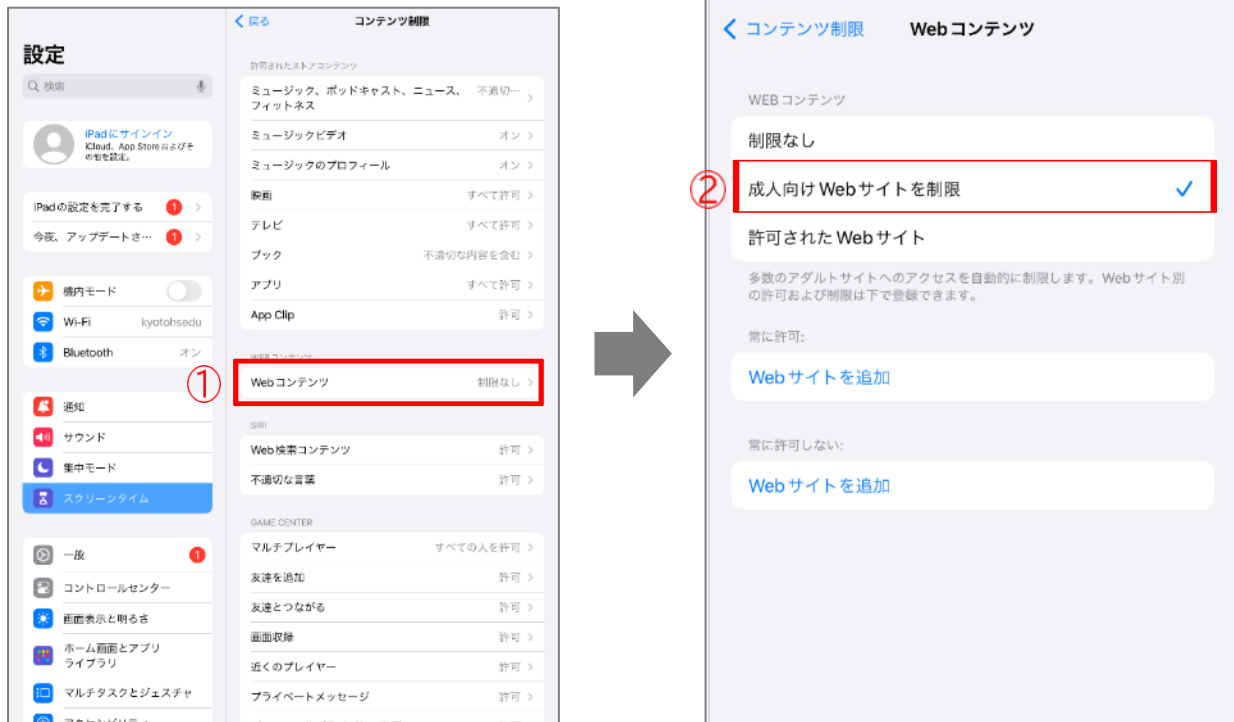 設定
検索
iPadにサインイン
iCloud、App Storeおよびそ
の他を設定。
iPadの設定を完了する 1
今夜、アップデートさ… 1
機内モード
Wi-Fi kyotohsedu
Bluetooth オン
通知
サウンド
集中モード
スクリーンタイム
一般 1
コントロールセンター
画面表示と明るさ
ホーム画面とアプリ
ライブラリ
マルチタスクとジェスチャ
戻る コンテンツ制限
許可されたストアコンテンツ
ミュージック、ポッドキャスト、ニュース、 不適切…
フィットネス
ミュージックビデオ オン
ミュージックのプロフィール オン
映画 すべて許可
テレビ すべて許可
ブック 不適切な内容を含む
アプリ すべて許可
App Clip 許可
WEBコンテンツ
① Webコンテンツ 制限なし
SIRI
Web検索コンテンツ 許可
不適切な言葉 許可
GAME CENTER
マルチプレイヤー すべての人を許可
友達を追加 許可
友達とつながる 許可
画面収録 許可
近くのプレイヤー 許可
プライベートメッセージ 許可
コンテンツ制限 Webコンテンツ
WEBコンテンツ
制限なし
② 成人向けWebサイトを制限
許可されたWebサイト
多数のアダルトサイトへのアクセスを自動的に制限します。Webサイト別
の許可および制限は下で登録できます。
常に許可:
Webサイトを追加
常に許可しない:
Webサイトを追加